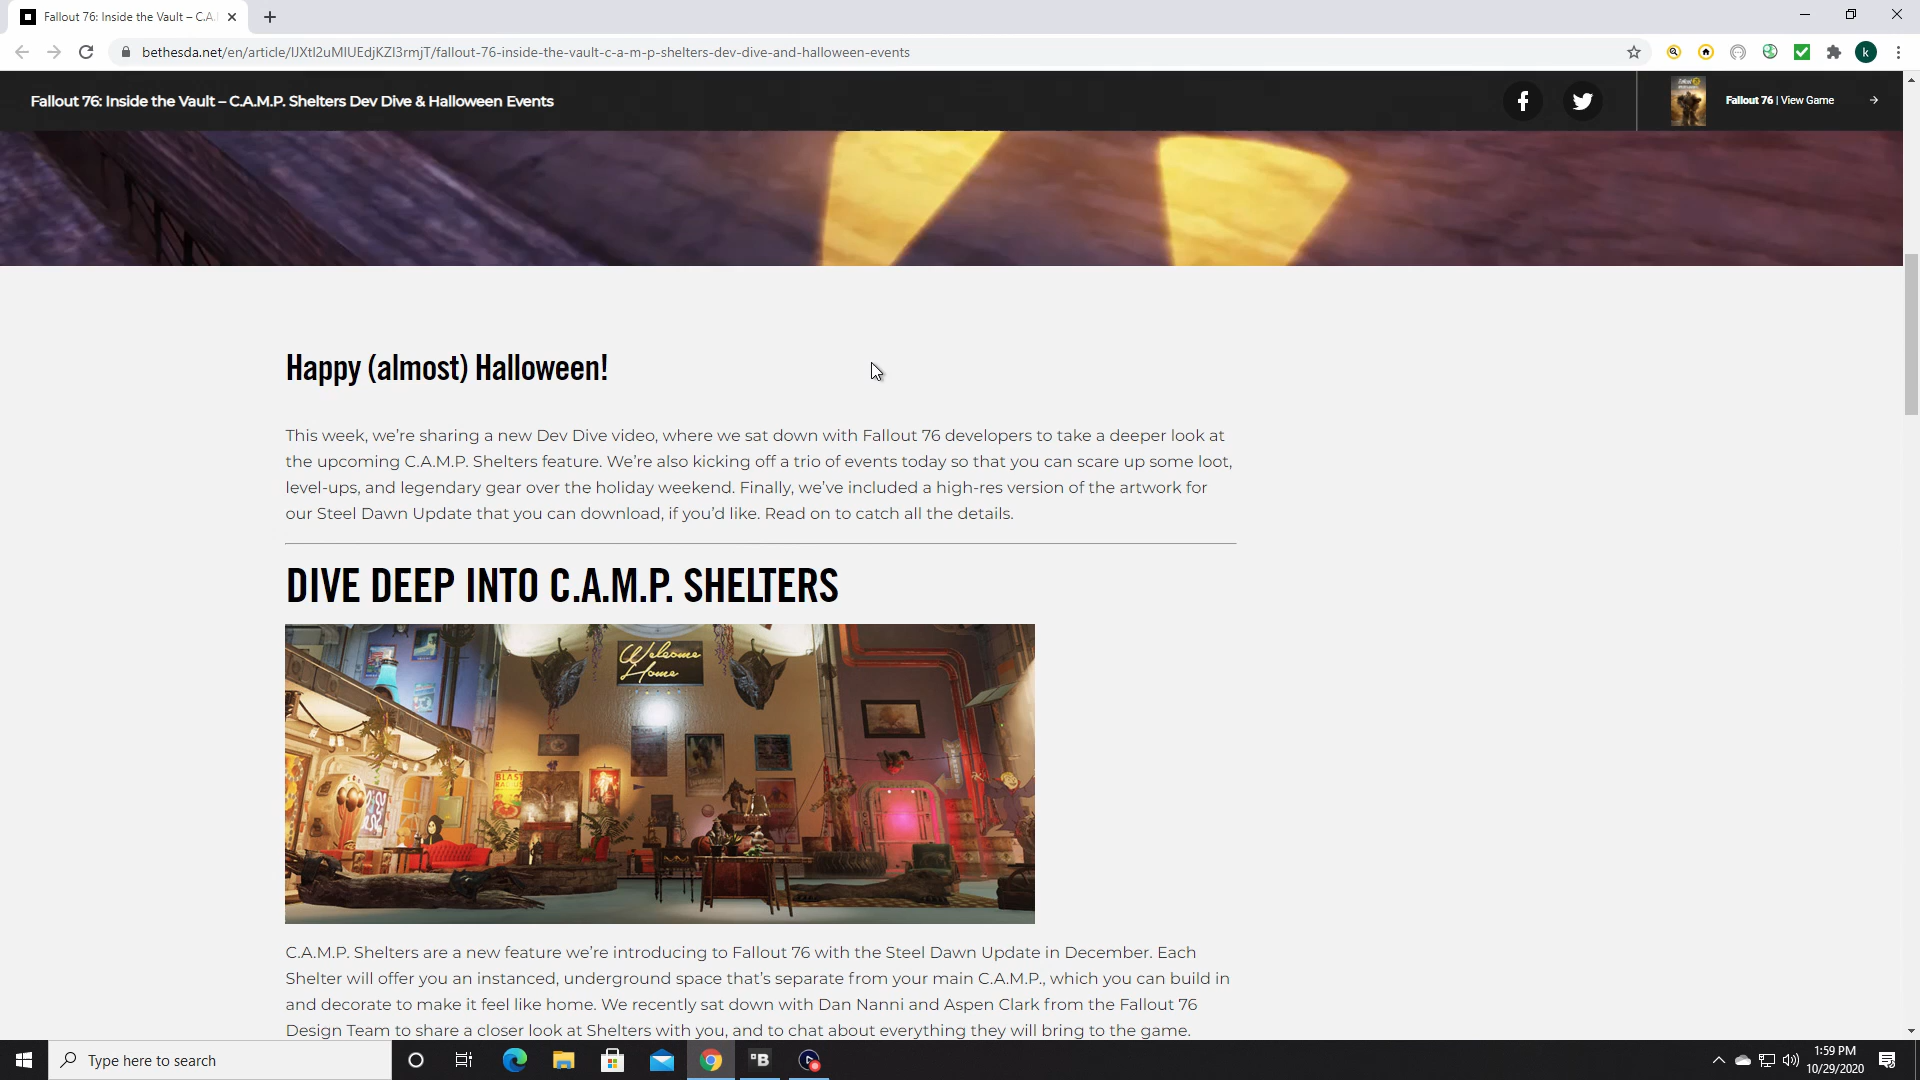 Fallout 76: Inside the Vault – C.A.
bethesda.net/en/article/IJXtI2uMIUEdjKZI3rmjT/fallout-76-inside-the-vault-c-a-m-p-shelters-dev-dive-and-halloween-events
k
Fallout 76: Inside the Vault – C.A.M.P. Shelters Dev Dive & Halloween Events
Fallout 76 | View Game
Happy (almost) Halloween!
This week, we’re sharing a new Dev Dive video, where we sat down with Fallout 76 developers to take a deeper look at
the upcoming C.A.M.P. Shelters feature. We’re also kicking off a trio of events today so that you can scare up some loot,
level-ups, and legendary gear over the holiday weekend. Finally, we’ve included a high-res version of the artwork for
our Steel Dawn Update that you can download, if you’d like. Read on to catch all the details.
DIVE DEEP INTO C.A.M.P. SHELTERS
Welcome
Home
BLAST
RADIUS
C.A.M.P. Shelters are a new feature we’re introducing to Fallout 76 with the Steel Dawn Update in December. Each
Shelter will offer you an instanced, underground space that’s separate from your main C.A.M.P., which you can build in
and decorate to make it feel like home. We recently sat down with Dan Nanni and Aspen Clark from the Fallout 76
Design Team to share a closer look at Shelters with you, and to chat about everything they will bring to the game.
Type here to search
B
1:59 PM
10/29/2020